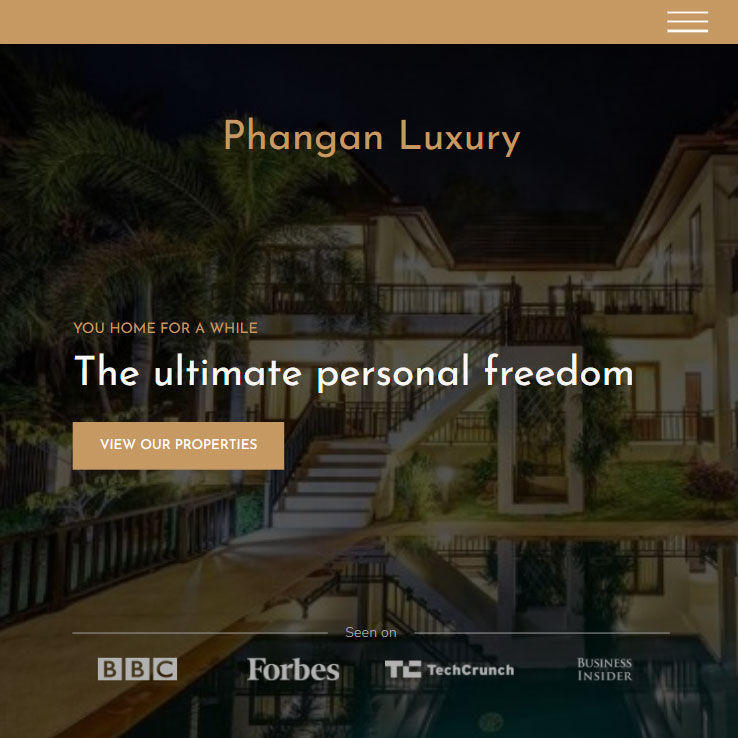 Phangan Luxury
YOU HOME FOR A WHILE
The ultimate personal freedom
VIEW OUR PROPERTIES
Seen on
BBC
Forbes
TC TechCrunch
BUSINESS
INSIDER